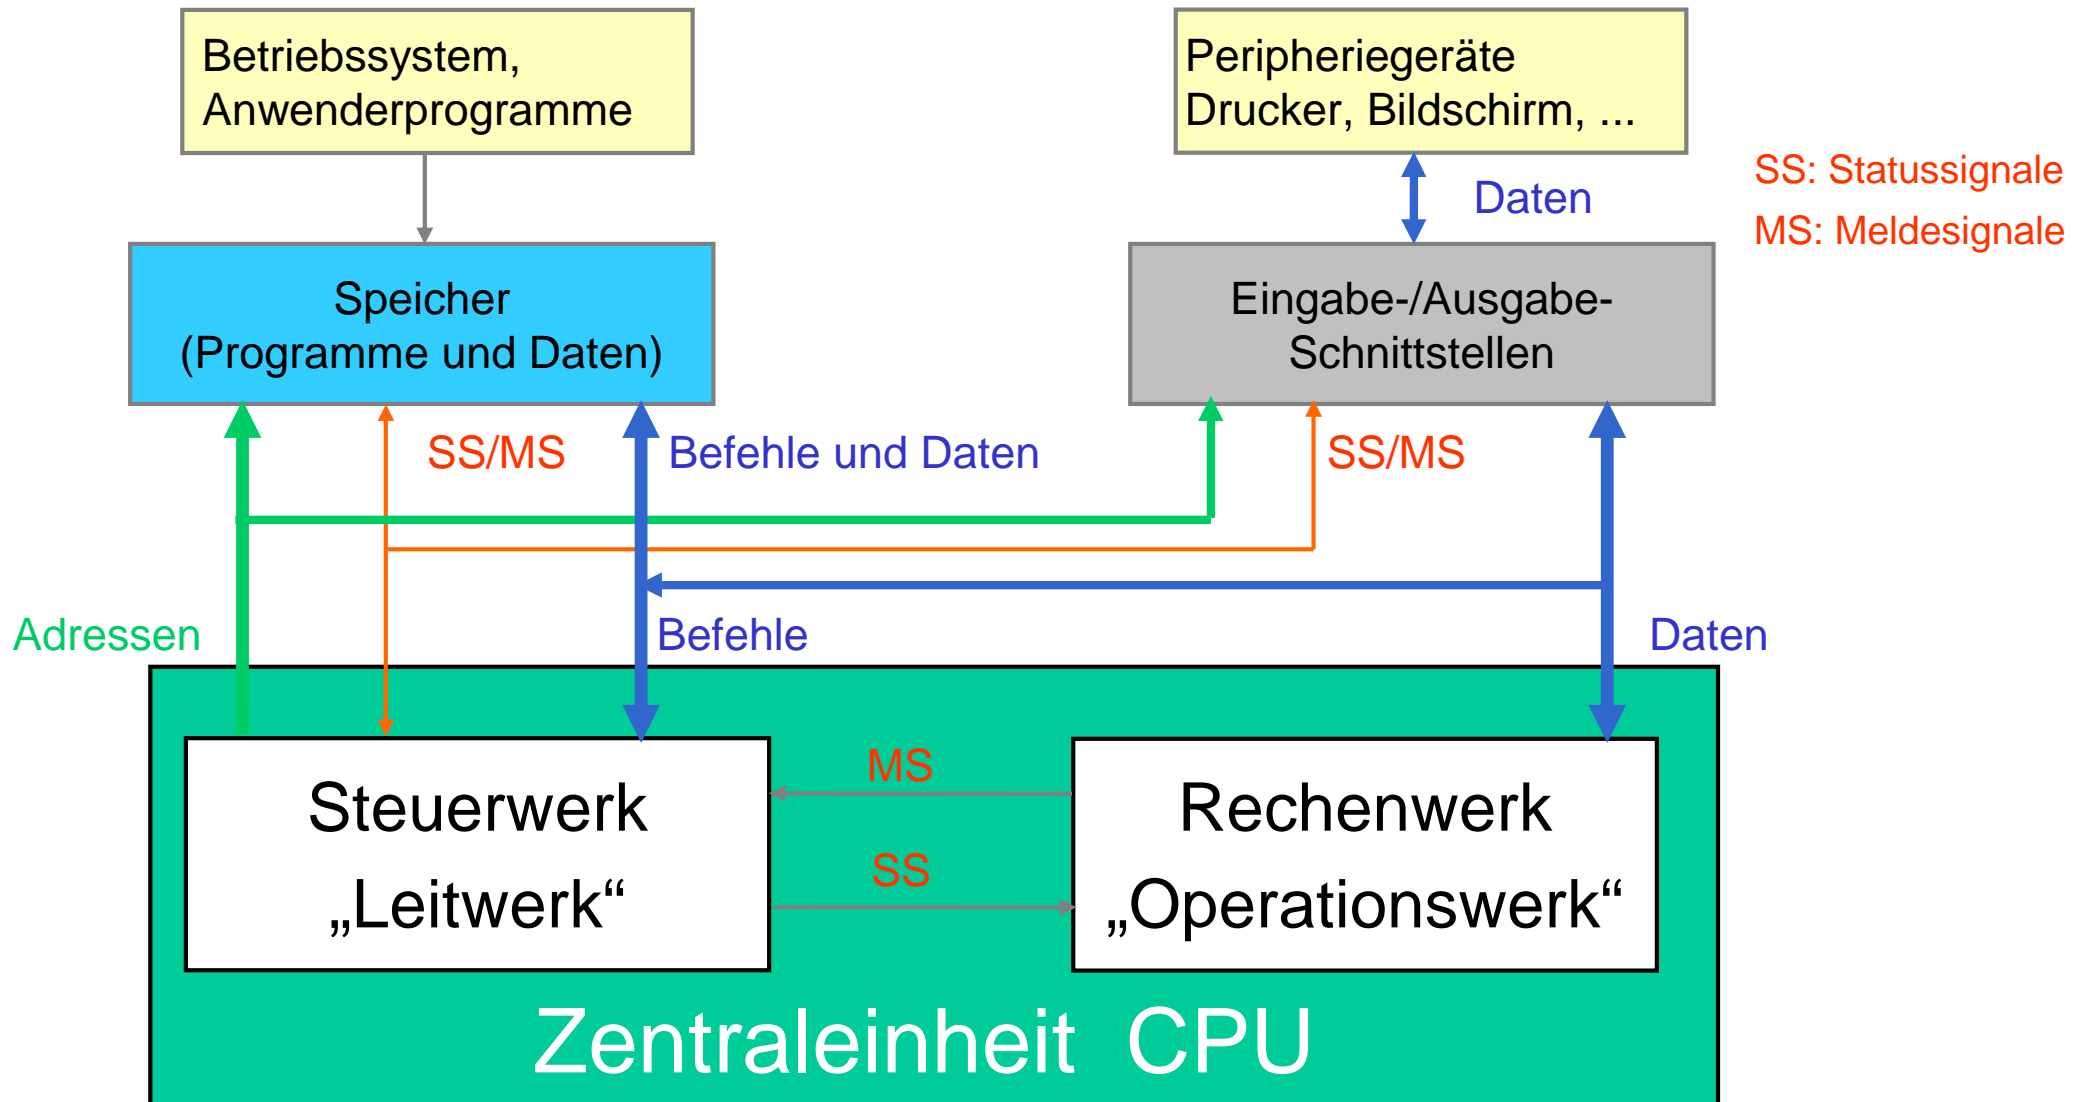 Betriebssystem,
Anwenderprogramme
Peripheriegeräte
Drucker, Bildschirm, ...
SS: Statussignale
MS: Meldesignale
Daten
Speicher
(Programme und Daten)
Eingabe-/Ausgabe-
Schnittstellen
SS/MS
Befehle und Daten
SS/MS
Adressen
Befehle
Daten
Steuerwerk
„Leitwerk“
MS
SS
Rechenwerk
„Operationswerk“
Zentraleinheit CPU